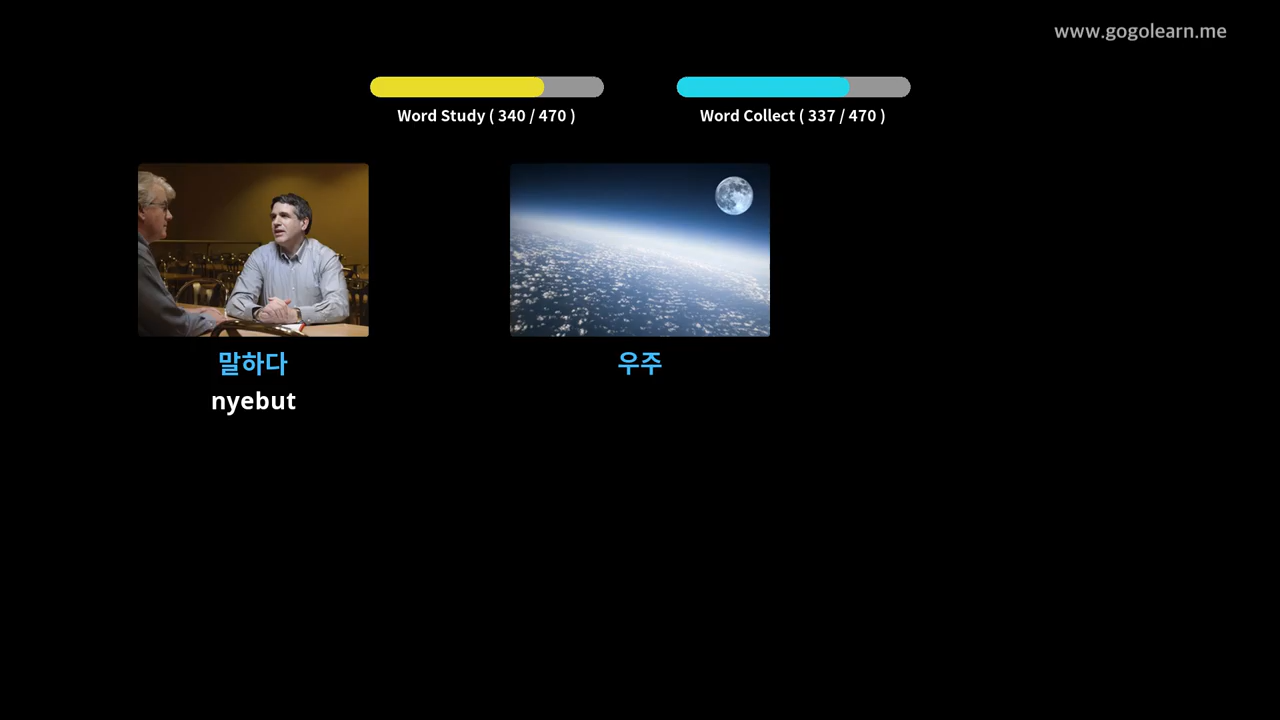 www.gogolearn.me
Word Study ( 340 / 470 )
Word Collect ( 337 / 470 )
말하다
nyebut
우주